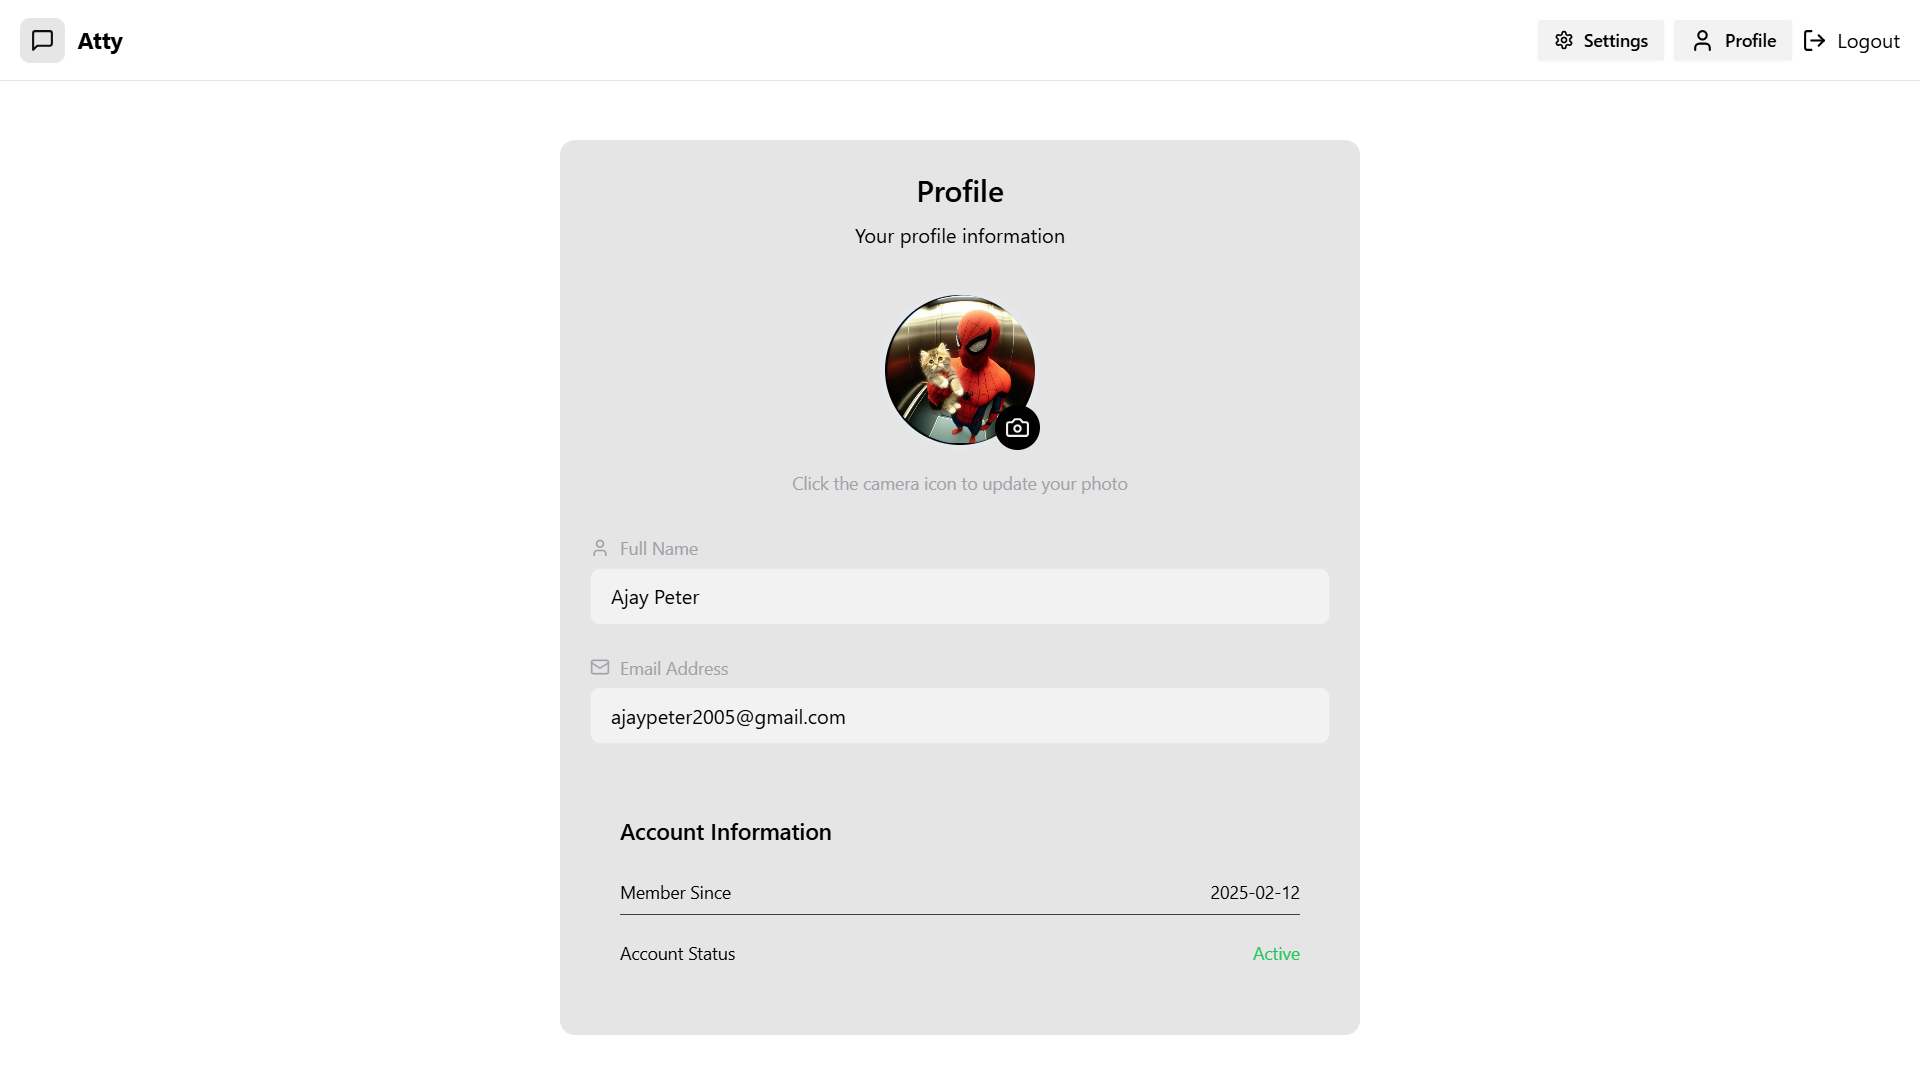 Atty
Settings
Profile
Logout
Profile
Your profile information
Click the camera icon to update your photo
Full Name
Ajay Peter
Email Address
ajaypeter2005@gmail.com
Account Information
Member Since 2025-02-12
Account Status Active